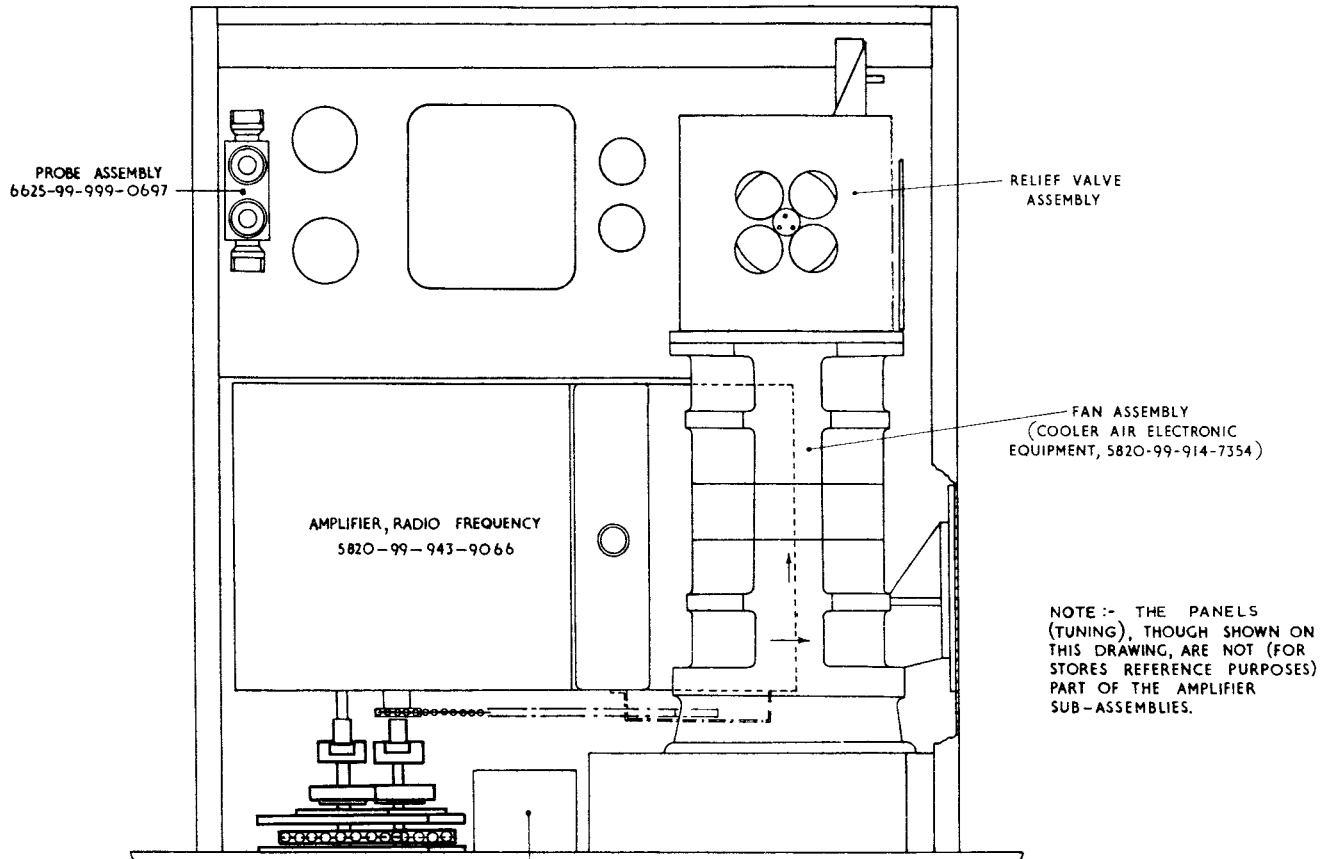 PROBE ASSEMBLY
6625-99-999-0697
RELIEF VALVE
ASSEMBLY
FAN ASSEMBLY
(COOLER AIR ELECTRONIC
EQUIPMENT, 5820-99-914-7354)
AMPLIFIER, RADIO FREQUENCY
5820-99-943-9066
NOTE :- THE PANELS
(TUNING), THOUGH SHOWN ON
THIS DRAWING, ARE NOT (FOR
STORES REFERENCE PURPOSES)
PART OF THE AMPLIFIER
SUB-ASSEMBLIES.